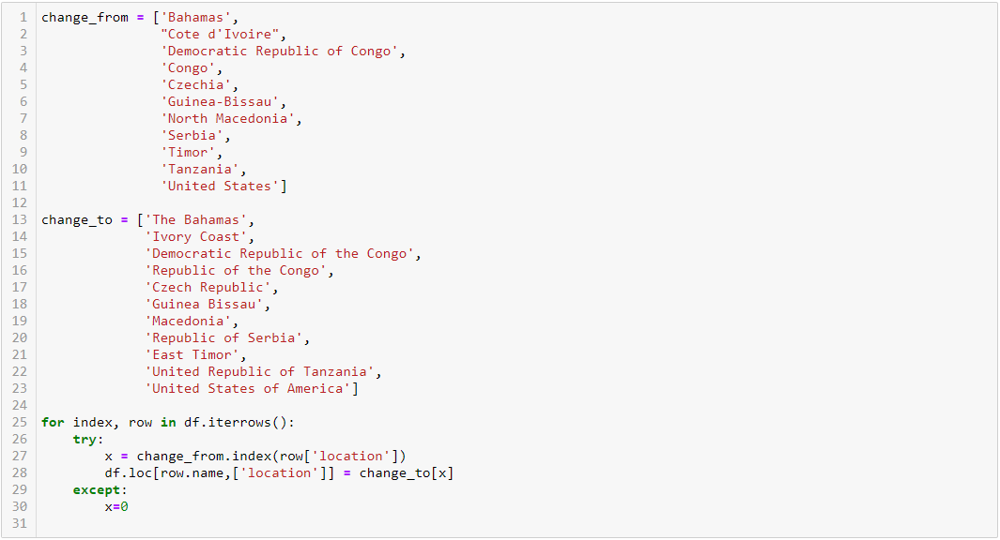 1 change_from = ['Bahamas',
2                "Cote d'Ivoire",
3                'Democratic Republic of Congo',
4                'Congo',
5                'Czechia',
6                'Guinea-Bissau',
7                'North Macedonia',
8                'Serbia',
9                'Timor',
10                'Tanzania',
11                'United States']
12
13 change_to = ['The Bahamas',
14              'Ivory Coast',
15              'Democratic Republic of the Congo',
16              'Republic of the Congo',
17              'Czech Republic',
18              'Guinea Bissau',
19              'Macedonia',
20              'Republic of Serbia',
21              'East Timor',
22              'United Republic of Tanzania',
23              'United States of America']
24
25 for index, row in df.iterrows():
26     try:
27         x = change_from.index(row['location'])
28         df.loc[row.name,['location']] = change_to[x]
29     except:
30         x=0
31